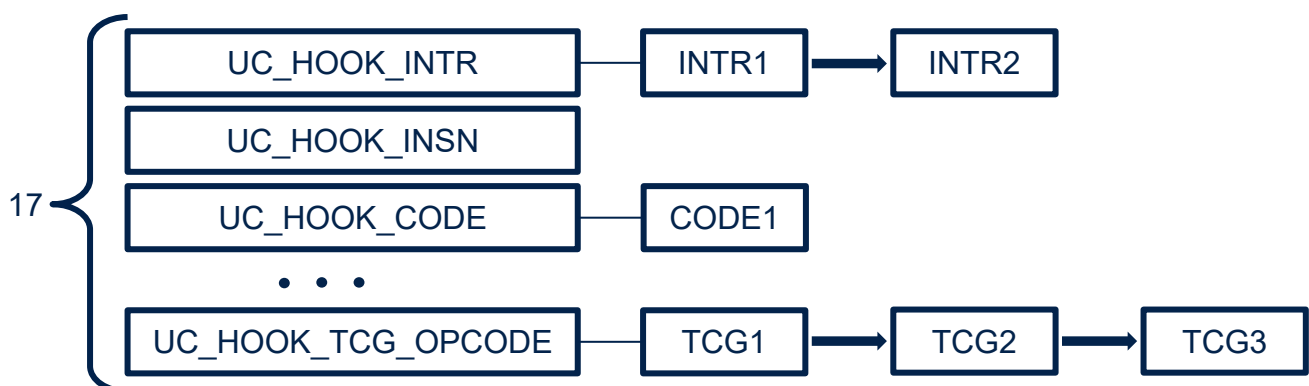 UC_HOOK_INTR INTR1 INTR2
UC_HOOK_INSN
17 UC_HOOK_CODE CODE1
• • •
UC_HOOK_TCG_OPCODE TCG1 TCG2 TCG3